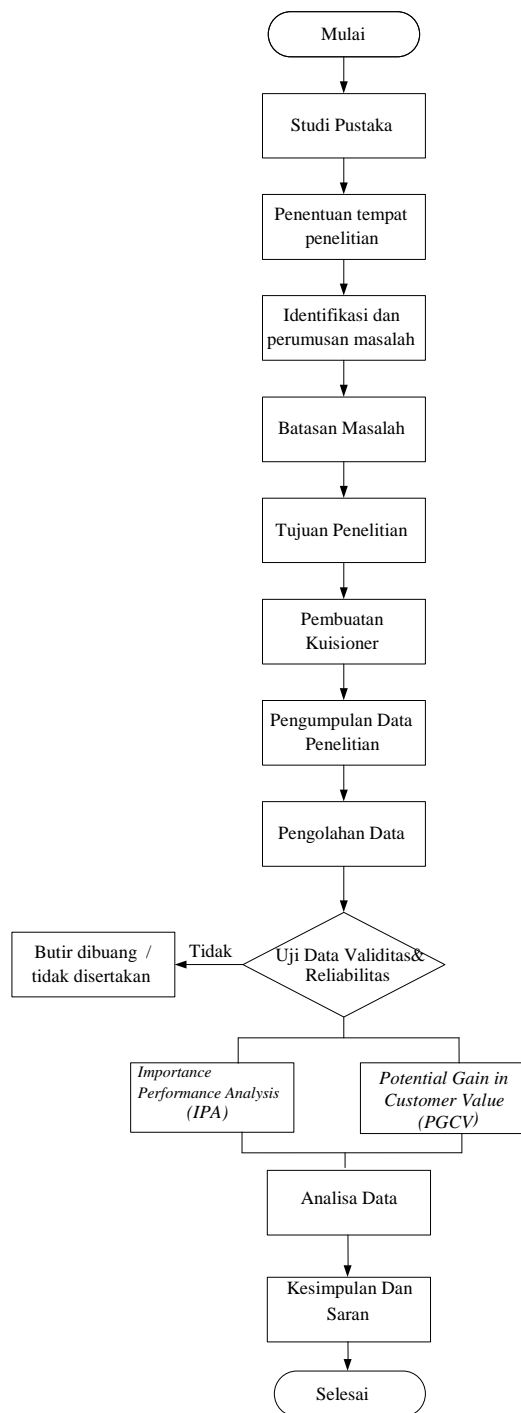 Mulai
Studi Pustaka
Penentuan tempat
penelitian
Identifikasi dan
perumusan masalah
Batasan Masalah
Tujuan Penelitian
Pembuatan
Kuisioner
Pengumpulan Data
Penelitian
Pengolahan Data
Uji Data Validitas&
Reliabilitas
Tidak
Butir dibuang /
tidak disertakan
Importance
Performance Analysis
(IPA)
Potential Gain in
Customer Value
(PGCV)
Analisa Data
Kesimpulan Dan
Saran
Selesai